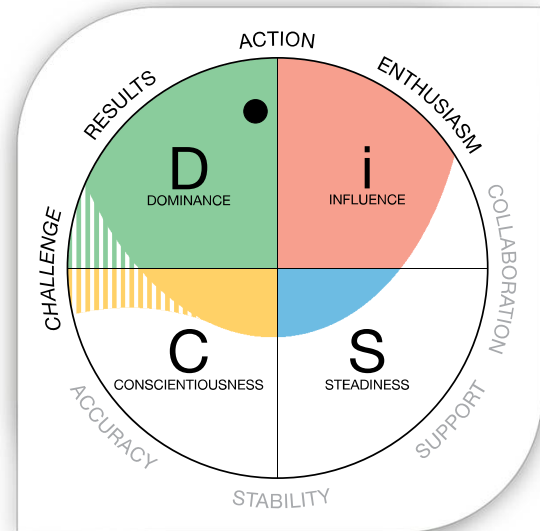 ACTION
RESULTS
ENTHUSIASM
D
DOMINANCE
i
INFLUENCE
CHALLENGE
COLLABORATION
C
CONSCIENTIOUSNESS
S
STEADINESS
ACCURACY
SUPPORT
STABILITY